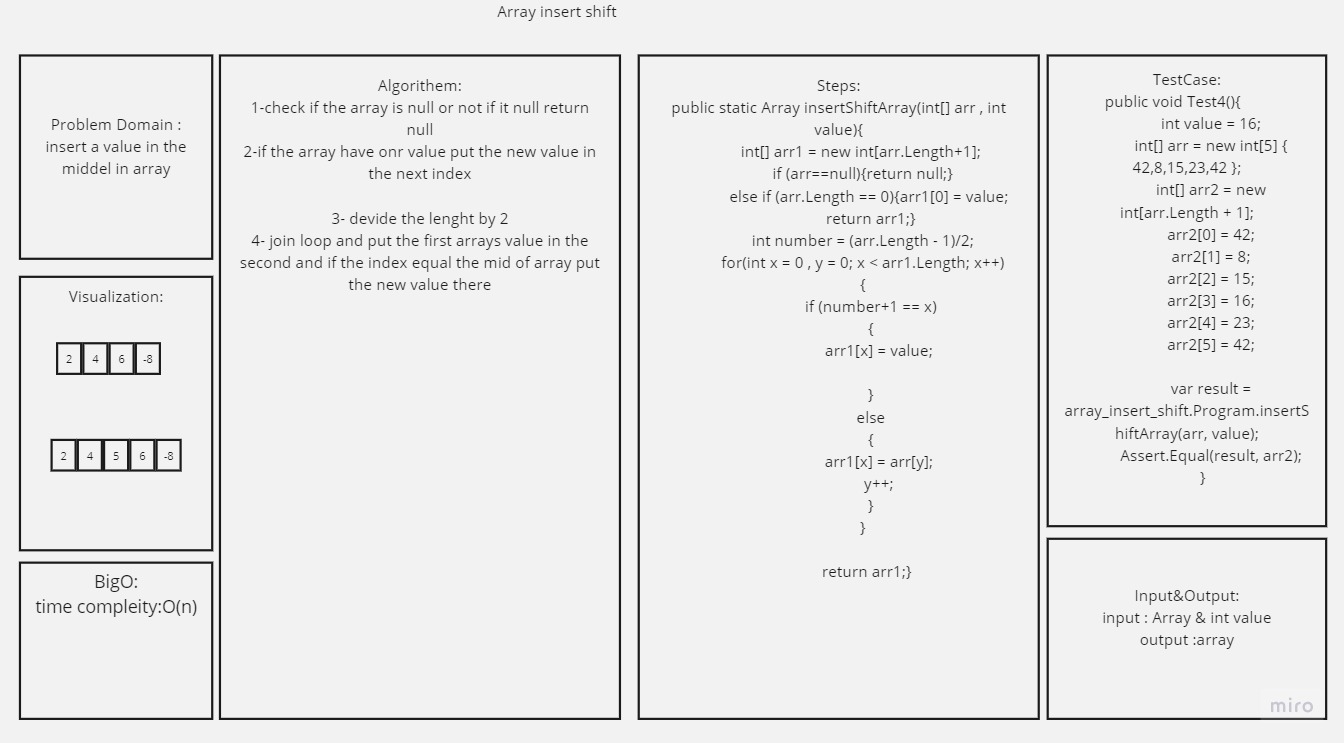 Array insert shift
Problem Domain :
insert a value in the
middel in array
Visualization:
2 4 6 -8
2 4 5 6 -8
BigO:
time compleity:O(n)
Algorithem:
1-check if the array is null or not if it null return
null
2-if the array have onr value put the new value in
the next index
3- devide the lenght by 2
4- join loop and put the first arrays value in the
second and if the index equal the mid of array put
the new value there
Steps:
public static Array insertShiftArray(int[] arr , int
value){
int[] arr1 = new int[arr.Length+1];
if (arr==null){return null;}
else if (arr.Length == 0){arr1[0] = value;
return arr1;}
int number = (arr.Length - 1)/2;
for(int x = 0 , y = 0; x < arr1.Length; x++)
{
if (number+1 == x)
{
arr1[x] = value;
}
else
{
arr1[x] = arr[y];
y++;
}
}
return arr1;}
TestCase:
public void Test4(){
int value = 16;
int[] arr = new int[5] {
42,8,15,23,42 };
int[] arr2 = new
int[arr.Length + 1];
arr2[0] = 42;
arr2[1] = 8;
arr2[2] = 15;
arr2[3] = 16;
arr2[4] = 23;
arr2[5] = 42;
var result =
array_insert_shift.Program.insertS
hiftArray(arr, value);
Assert.Equal(result, arr2);
}
Input&Output:
input : Array & int value
output :array
miro